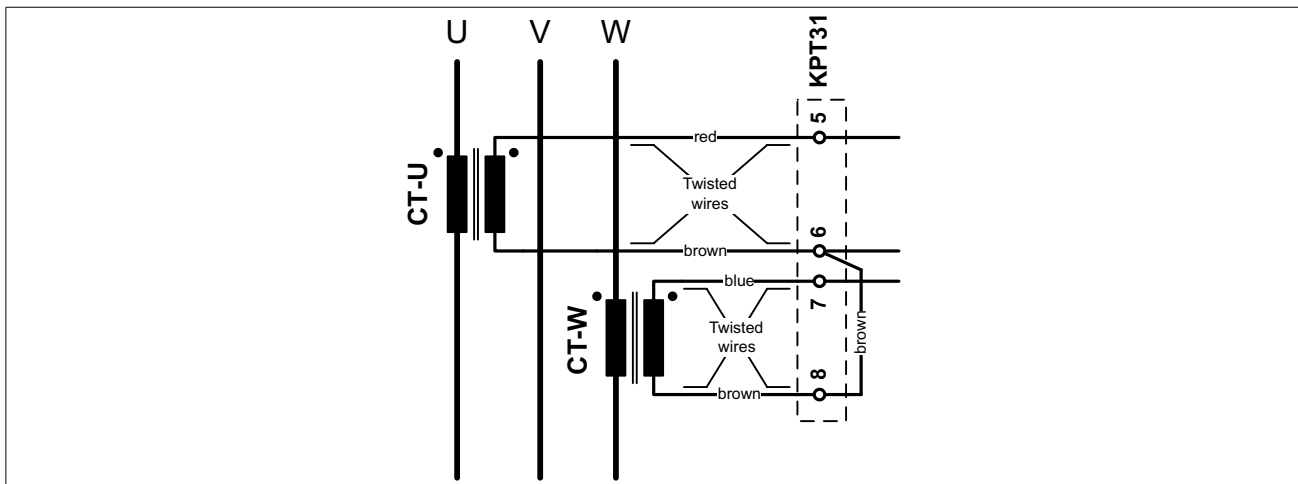 U V W
KPT31
5
red
CT-U
Twisted
wires
6
brown
blue
7
CT-W
Twisted
wires
brown
8
brown